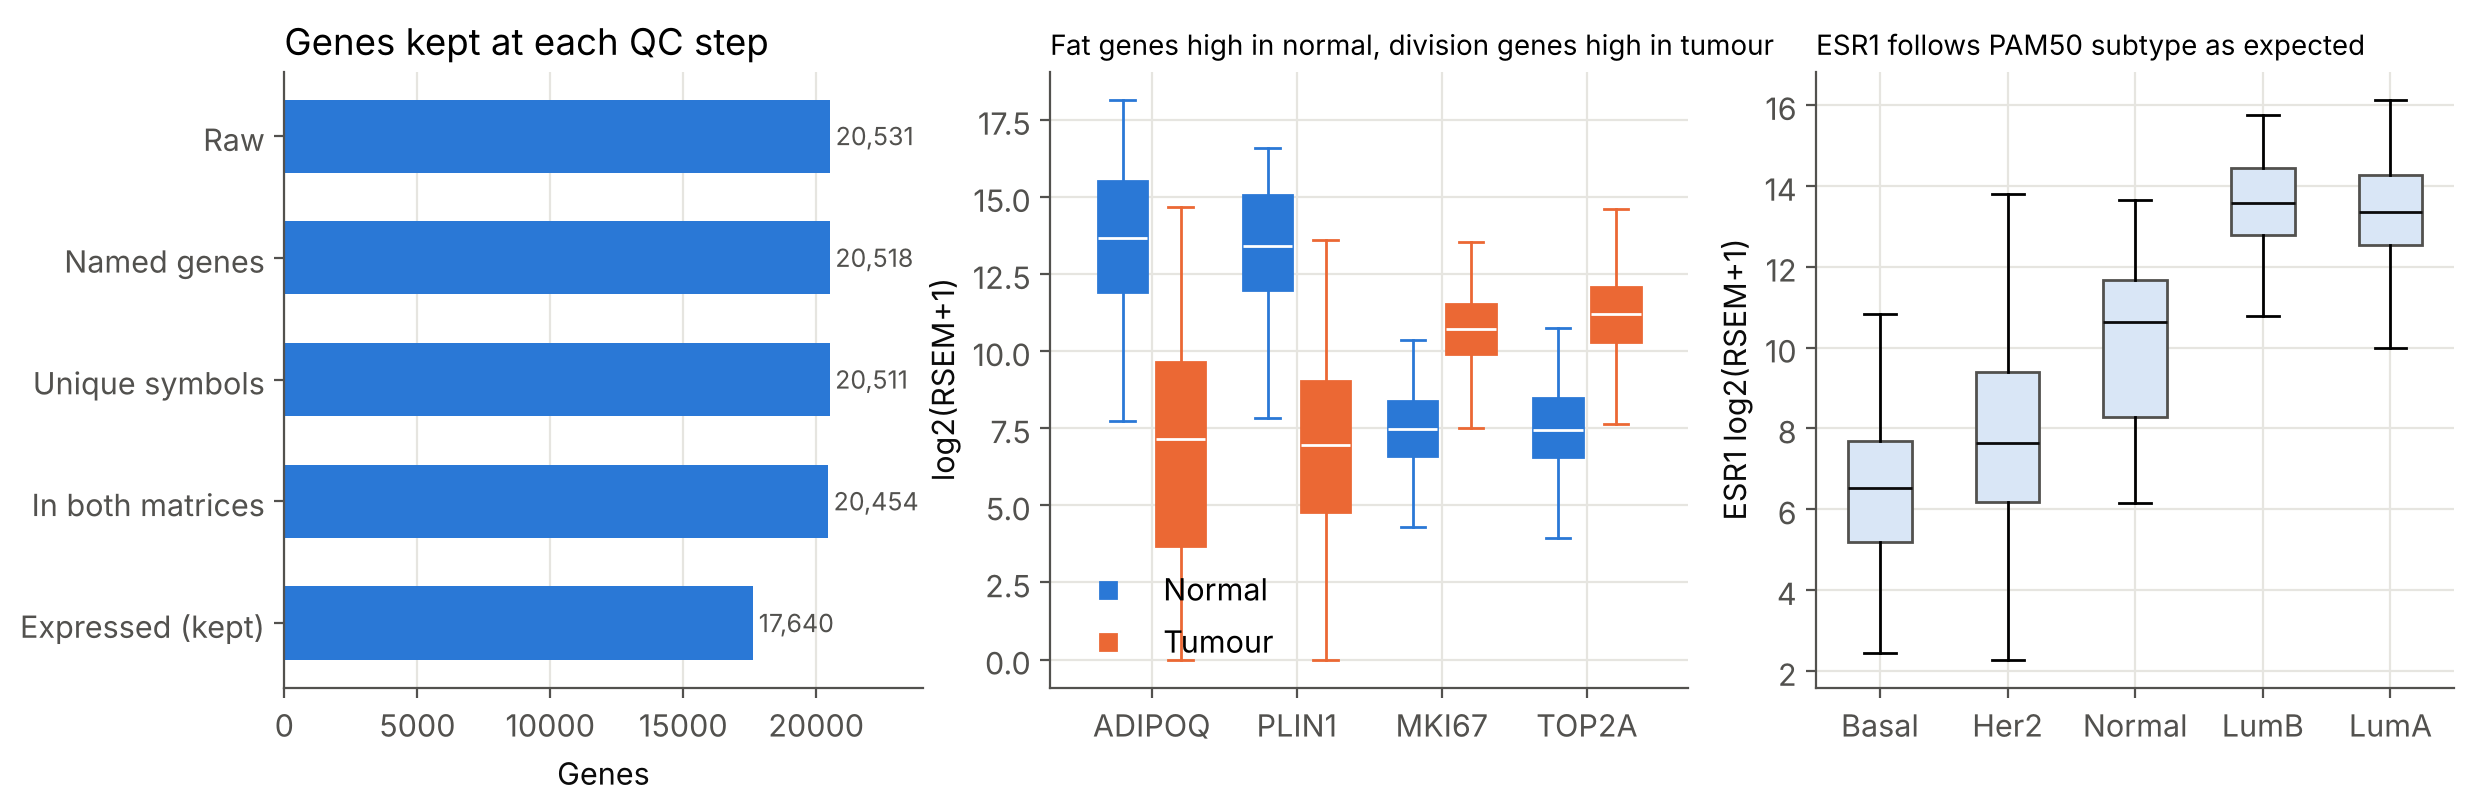 Genes kept at each QC step
Raw
20,531
Named genes
20,518
Unique symbols
20,511
In both matrices
20,454
Expressed (kept)
17,640
0 5000 10000 15000 20000
Genes
Fat genes high in normal, division genes high in tumour
log2(RSEM+1)
17.5
15.0
12.5
10.0
7.5
5.0
2.5
0.0
Normal
Tumour
ADIPOQ PLIN1 MKI67 TOP2A
ESR1 follows PAM50 subtype as expected
ESR1 log2(RSEM+1)
16
14
12
10
8
6
4
2
Basal Her2 Normal LumB LumA